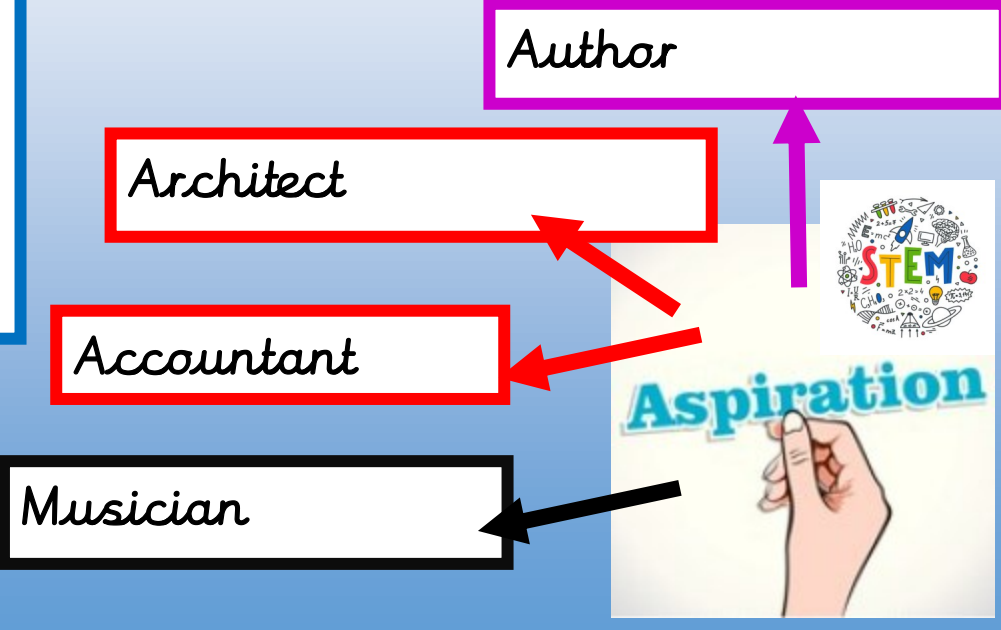 Author
Architect
STEM
Accountant
Aspiration
Musician